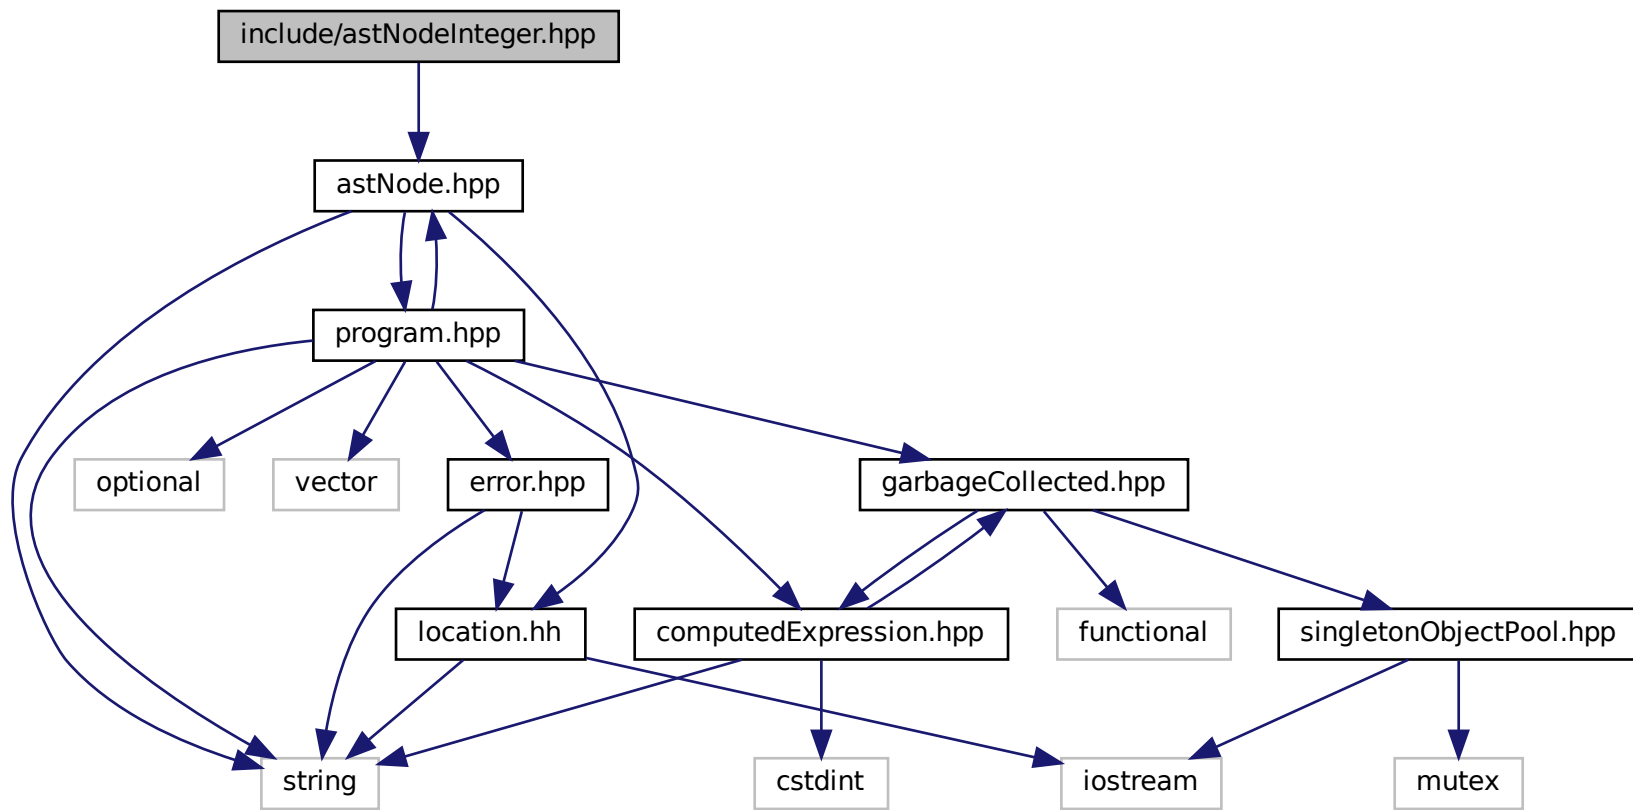 include/astNodeInteger.hpp
astNode.hpp
program.hpp
optional
vector
error.hpp
garbageCollected.hpp
location.hh
computedExpression.hpp
functional
singletonObjectPool.hpp
string
cstdint
iostream
mutex